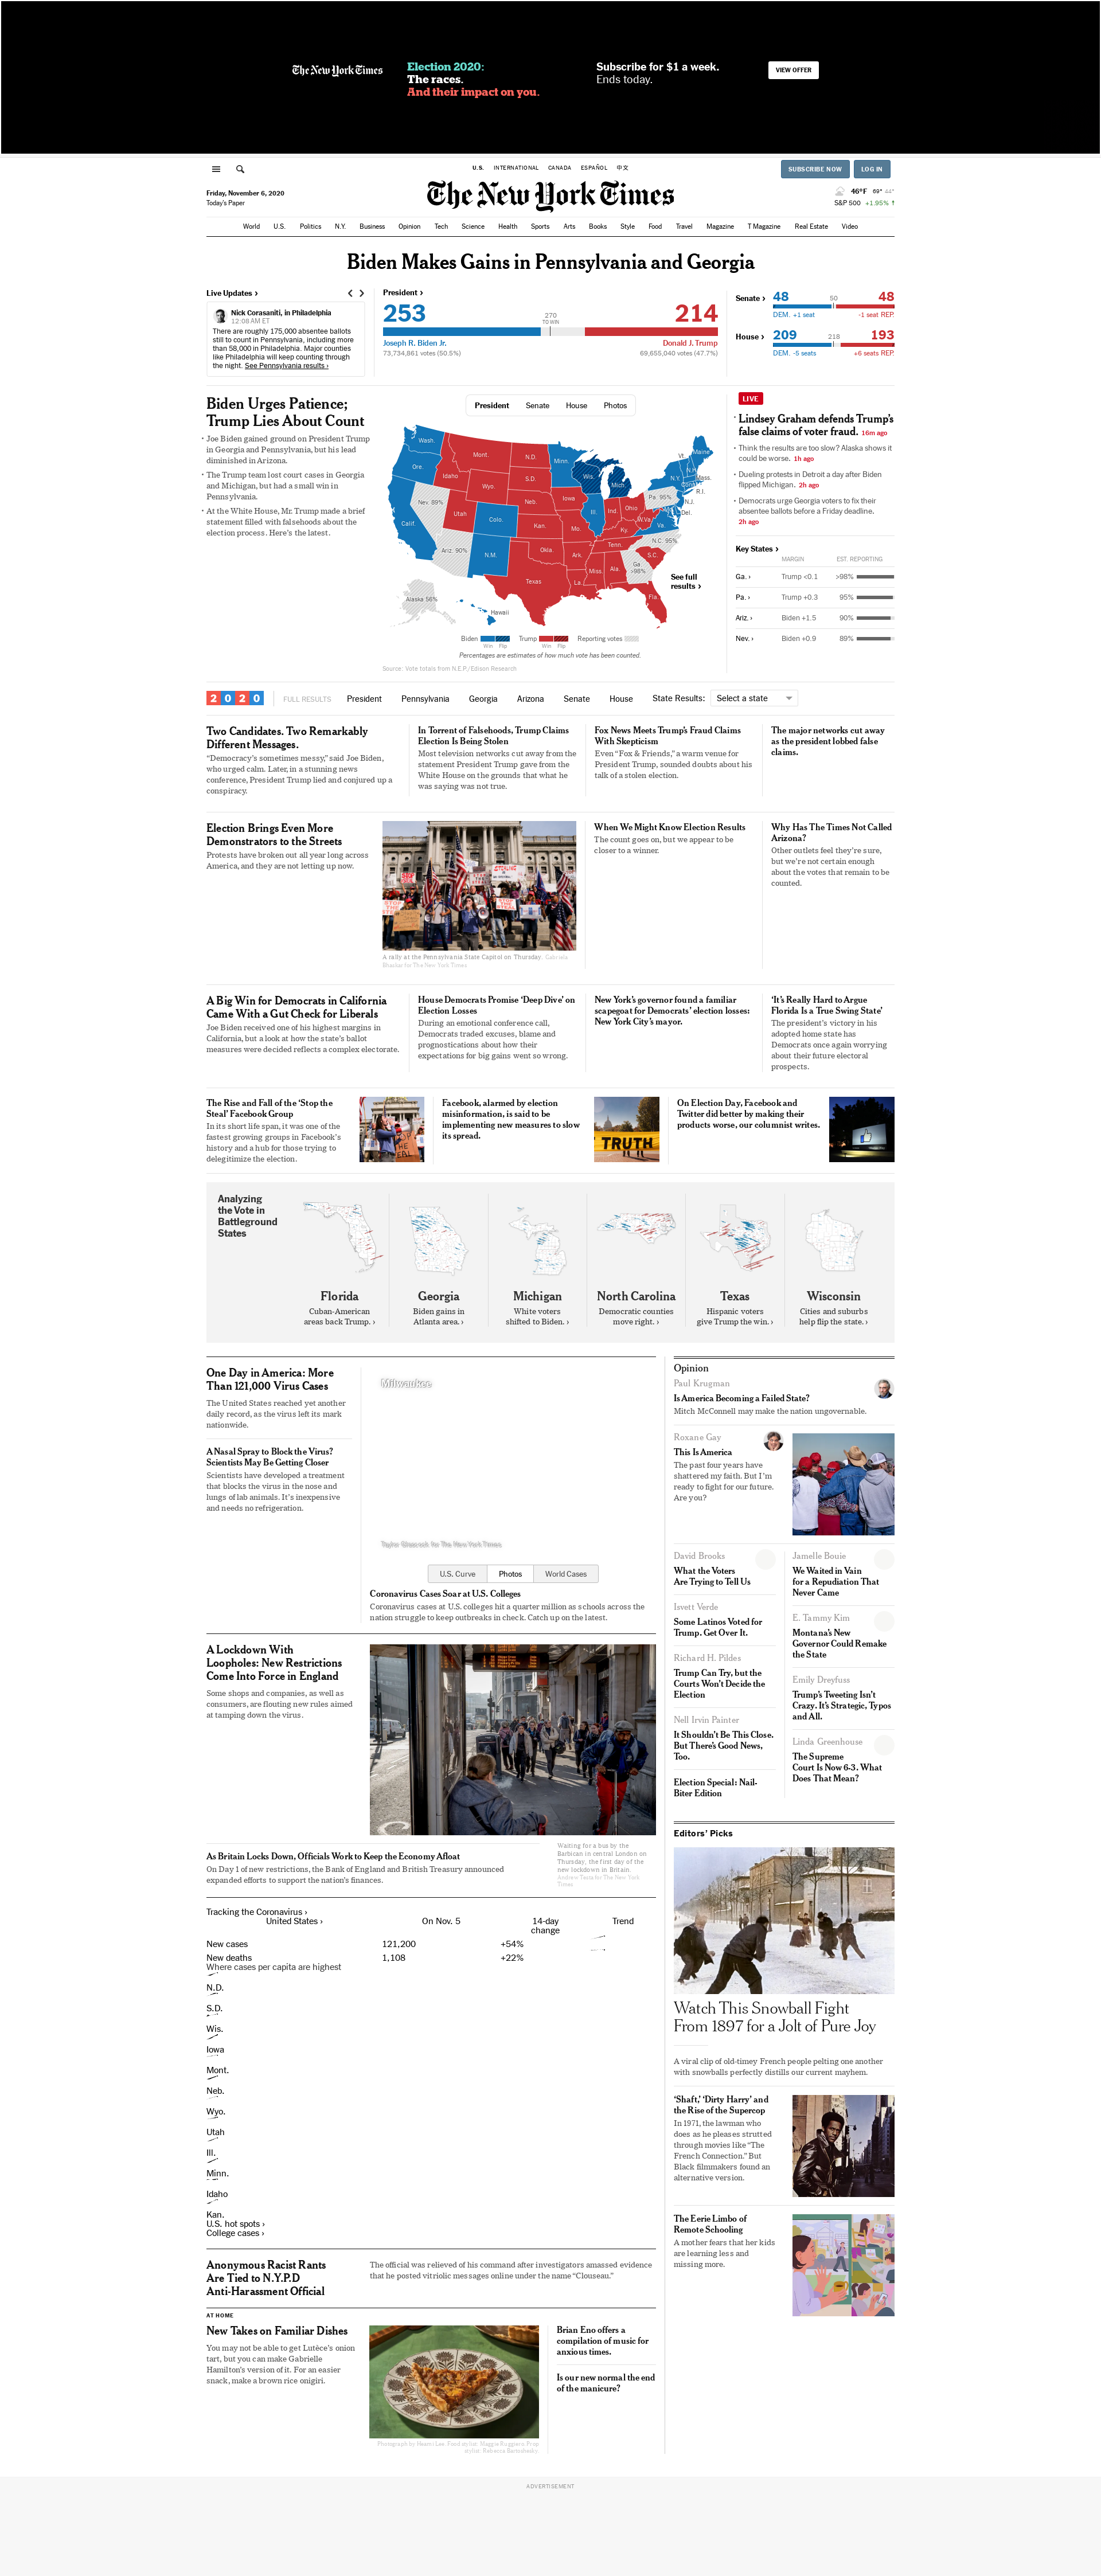 The New York Times
Election 2020:
The races.
And their impact on you.
Subscribe for $1 a week.
Ends today.
VIEW OFFER
U.S. INTERNATIONAL CANADA ESPAÑOL 中文
SUBSCRIBE NOW LOG IN
Friday, November 6, 2020
Today's Paper
The New York Times
46°F 69° 44°
S&P 500 +1.95% ↑
World U.S. Politics N.Y. Business Opinion Tech Science Health Sports Arts Books Style Food Travel Magazine T Magazine Real Estate Video
Biden Makes Gains in Pennsylvania and Georgia
Live Updates ›
Nick Corasaniti, in Philadelphia
12:08 AM ET
There are roughly 175,000 absentee ballots
still to count in Pennsylvania, including more
than 58,000 in Philadelphia. Major counties
like Philadelphia will keep counting through
the night. See Pennsylvania results ›
President ›
253
270
TO WIN
214
Joseph R. Biden Jr.
Donald J. Trump
73,734,861 votes (50.5%)
69,655,040 votes (47.7%)
Senate › 48 50 48
DEM. +1 seat -1 seat REP.
House › 209 218 193
DEM. -5 seats +6 seats REP.
Biden Urges Patience;
Trump Lies About Count
• Joe Biden gained ground on President Trump
in Georgia and Pennsylvania, but his lead
diminished in Arizona.
• The Trump team lost court cases in Georgia
and Michigan, but had a small win in
Pennsylvania.
• At the White House, Mr. Trump made a brief
statement filled with falsehoods about the
election process. Here's the latest.
President Senate House Photos
Wash.
Ore.
Calif.
Nev. 89%
Idaho
Mont.
Wyo.
Utah
Ariz. 90%
Colo.
N.M.
N.D.
S.D.
Neb.
Kan.
Okla.
Texas
Minn.
Iowa
Mo.
Ark.
La.
Wis.
Ill.
Mich.
Ind.
Ohio
Ky.
Tenn.
Miss.
Ala.
Ga.
>98%
Fla.
S.C.
N.C. 95%
Va.
W.Va.
Pa. 95%
N.Y.
Vt.
N.H.
Maine
Mass.
R.I.
Conn.
N.J.
Del.
Alaska 56%
Hawaii
See full
results ›
Biden Trump Reporting votes
Win Flip Win Flip
Percentages are estimates of how much vote has been counted.
Source: Vote totals from N.E.P./Edison Research
LIVE
• Lindsey Graham defends Trump's
false claims of voter fraud. 16m ago
• Think the results are too slow? Alaska shows it
could be worse. 1h ago
• Dueling protests in Detroit a day after Biden
flipped Michigan. 2h ago
• Democrats urge Georgia voters to fix their
absentee ballots before a Friday deadline.
2h ago
Key States ›
MARGIN EST. REPORTING
Ga. › Trump <0.1 >98%
Pa. › Trump +0.3 95%
Ariz. › Biden +1.5 90%
Nev. › Biden +0.9 89%
2020 FULL RESULTS President Pennsylvania Georgia Arizona Senate House State Results: Select a state
Two Candidates. Two Remarkably
Different Messages.
“Democracy's sometimes messy,” said Joe Biden,
who urged calm. Later, in a stunning news
conference, President Trump lied and conjured up a
conspiracy.
In Torrent of Falsehoods, Trump Claims
Election Is Being Stolen
Most television networks cut away from the
statement President Trump gave from the
White House on the grounds that what he
was saying was not true.
Fox News Meets Trump's Fraud Claims
With Skepticism
Even “Fox & Friends,” a warm venue for
President Trump, sounded doubts about his
talk of a stolen election.
The major networks cut away
as the president lobbed false
claims.
Election Brings Even More
Demonstrators to the Streets
Protests have broken out all year long across
America, and they are not letting up now.
A rally at the Pennsylvania State Capitol on Thursday. Gabriela
Bhaskar for The New York Times
When We Might Know Election Results
The count goes on, but we appear to be
closer to a winner.
Why Has The Times Not Called
Arizona?
Other outlets feel they're sure,
but we're not certain enough
about the votes that remain to be
counted.
A Big Win for Democrats in California
Came With a Gut Check for Liberals
Joe Biden received one of his highest margins in
California, but a look at how the state's ballot
measures were decided reflects a complex electorate.
House Democrats Promise ‘Deep Dive’ on
Election Losses
During an emotional conference call,
Democrats traded excuses, blame and
prognostications about how their
expectations for big gains went so wrong.
New York's governor found a familiar
scapegoat for Democrats' election losses:
New York City's mayor.
‘It's Really Hard to Argue
Florida Is a True Swing State’
The president's victory in his
adopted home state has
Democrats once again worrying
about their future electoral
prospects.
The Rise and Fall of the ‘Stop the
Steal’ Facebook Group
In its short life span, it was one of the
fastest growing groups in Facebook's
history and a hub for those trying to
delegitimize the election.
Facebook, alarmed by election
misinformation, is said to be
implementing new measures to slow
its spread.
TRUTH
On Election Day, Facebook and
Twitter did better by making their
products worse, our columnist writes.
Analyzing
the Vote in
Battleground
States
Florida
Cuban-American
areas back Trump. ›
Georgia
Biden gains in
Atlanta area. ›
Michigan
White voters
shifted to Biden. ›
North Carolina
Democratic counties
move right. ›
Texas
Hispanic voters
give Trump the win. ›
Wisconsin
Cities and suburbs
help flip the state. ›
One Day in America: More
Than 121,000 Virus Cases
The United States reached yet another
daily record, as the virus left its mark
nationwide.
A Nasal Spray to Block the Virus?
Scientists May Be Getting Closer
Scientists have developed a treatment
that blocks the virus in the nose and
lungs of lab animals. It's inexpensive
and needs no refrigeration.
Milwaukee
Taylor Glascock for The New York Times
U.S. Curve Photos World Cases
Coronavirus Cases Soar at U.S. Colleges
Coronavirus cases at U.S. colleges hit a quarter million as schools across the
nation struggle to keep outbreaks in check. Catch up on the latest.
A Lockdown With
Loopholes: New Restrictions
Come Into Force in England
Some shops and companies, as well as
consumers, are flouting new rules aimed
at tamping down the virus.
As Britain Locks Down, Officials Work to Keep the Economy Afloat
On Day 1 of new restrictions, the Bank of England and British Treasury announced
expanded efforts to support the nation's finances.
Waiting for a bus by the
Barbican in central London on
Thursday, the first day of the
new lockdown in Britain.
Andrew Testa for The New York
Times
Tracking the Coronavirus ›
United States › On Nov. 5 14-day
change Trend
New cases 121,200 +54%
New deaths 1,108 +22%
Where cases per capita are highest
N.D.
S.D.
Wis.
Iowa
Mont.
Neb.
Wyo.
Utah
Ill.
Minn.
Idaho
Kan.
U.S. hot spots ›
College cases ›
Anonymous Racist Rants
Are Tied to N.Y.P.D
Anti-Harassment Official
The official was relieved of his command after investigators amassed evidence
that he posted vitriolic messages online under the name “Clouseau.”
AT HOME
New Takes on Familiar Dishes
You may not be able to get Lutèce's onion
tart, but you can make Gabrielle
Hamilton's version of it. For an easier
snack, make a brown rice onigiri.
Photograph by Heami Lee. Food stylist: Maggie Ruggiero. Prop
stylist: Rebecca Bartoshesky.
Brian Eno offers a
compilation of music for
anxious times.
Is our new normal the end
of the manicure?
Opinion
Paul Krugman
Is America Becoming a Failed State?
Mitch McConnell may make the nation ungovernable.
Roxane Gay
This Is America
The past four years have
shattered my faith. But I'm
ready to fight for our future.
Are you?
David Brooks
What the Voters
Are Trying to Tell Us
Isvett Verde
Some Latinos Voted for
Trump. Get Over It.
Richard H. Pildes
Trump Can Try, but the
Courts Won't Decide the
Election
Nell Irvin Painter
It Shouldn't Be This Close.
But There's Good News,
Too.
Election Special: Nail-
Biter Edition
Jamelle Bouie
We Waited in Vain
for a Repudiation That
Never Came
E. Tammy Kim
Montana's New
Governor Could Remake
the State
Emily Dreyfuss
Trump's Tweeting Isn't
Crazy. It's Strategic, Typos
and All.
Linda Greenhouse
The Supreme
Court Is Now 6-3. What
Does That Mean?
Editors' Picks
Watch This Snowball Fight
From 1897 for a Jolt of Pure Joy
A viral clip of old-timey French people pelting one another
with snowballs perfectly distills our current mayhem.
‘Shaft,’ ‘Dirty Harry’ and
the Rise of the Supercop
In 1971, the lawman who
does as he pleases strutted
through movies like “The
French Connection.” But
Black filmmakers found an
alternative version.
The Eerie Limbo of
Remote Schooling
A mother fears that her kids
are learning less and
missing more.
ADVERTISEMENT